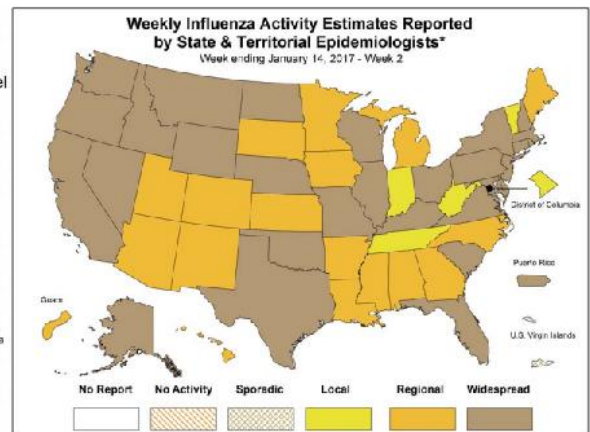 Weekly Influenza Activity Estimates Reported
by State & Territorial Epidemiologists*
Week ending January 14, 2017 - Week 2
District of Columbia
Puerto Rico
Guam
U.S. Virgin Islands
No Report No Activity Sporadic Local Regional Widespread